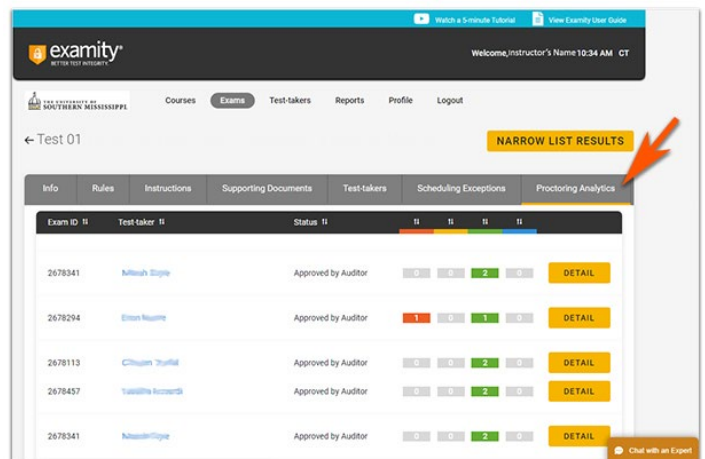 Watch a 5-minute Tutorial View Examity User Guide
examity®
BETTER TEST INTEGRITY
Welcome,Instructor's Name 10:34 AM CT
THE UNIVERSITY OF
SOUTHERN MISSISSIPPI.
Courses Exams Test-takers Reports Profile Logout
← Test 01
NARROW LIST RESULTS
Info Rules Instructions Supporting Documents Test-takers Scheduling Exceptions Proctoring Analytics
Exam ID Test-taker Status
2678341 Approved by Auditor 0 0 2 0 DETAIL
2678294 Approved by Auditor 1 0 1 0 DETAIL
2678113 Approved by Auditor 0 0 2 0 DETAIL
2678457 Approved by Auditor 0 0 2 0 DETAIL
2678341 Approved by Auditor 0 0 2 0 DETAIL
Chat with an Expert